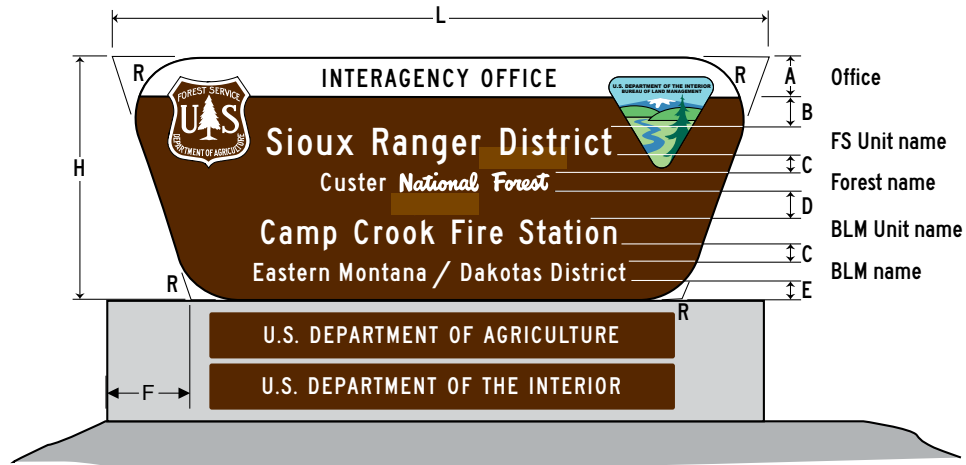 L
R
R
A
Office
INTERAGENCY OFFICE
FOREST SERVICE
US
DEPARTMENT OF AGRICULTURE
U.S. DEPARTMENT OF THE INTERIOR
BUREAU OF LAND MANAGEMENT
B
H
Sioux Ranger District
FS Unit name
C
Custer National Forest
Forest name
D
Camp Crook Fire Station
BLM Unit name
C
Eastern Montana / Dakotas District
BLM name
R
E
R
U.S. DEPARTMENT OF AGRICULTURE
F
U.S. DEPARTMENT OF THE INTERIOR